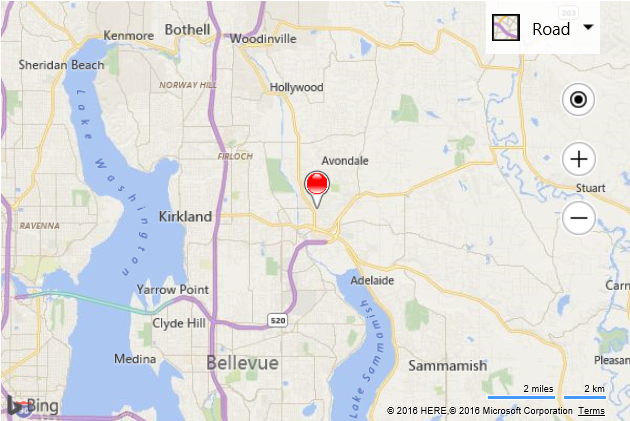 203
Road
Kenmore
Bothell
Woodinville
Sheridan Beach
NORWAY HILL
Hollywood
Lake Washington
FIRLOCH
Avondale
Stuart
Kirkland
RAVENNA
Adelaide
Yarrow Point
Carn
Clyde Hill
520
Lake Sammamish
Medina
Bellevue
Sammamish
Pleasan
2 miles
2 km
Bing
© 2016 HERE,© 2016 Microsoft Corporation Terms